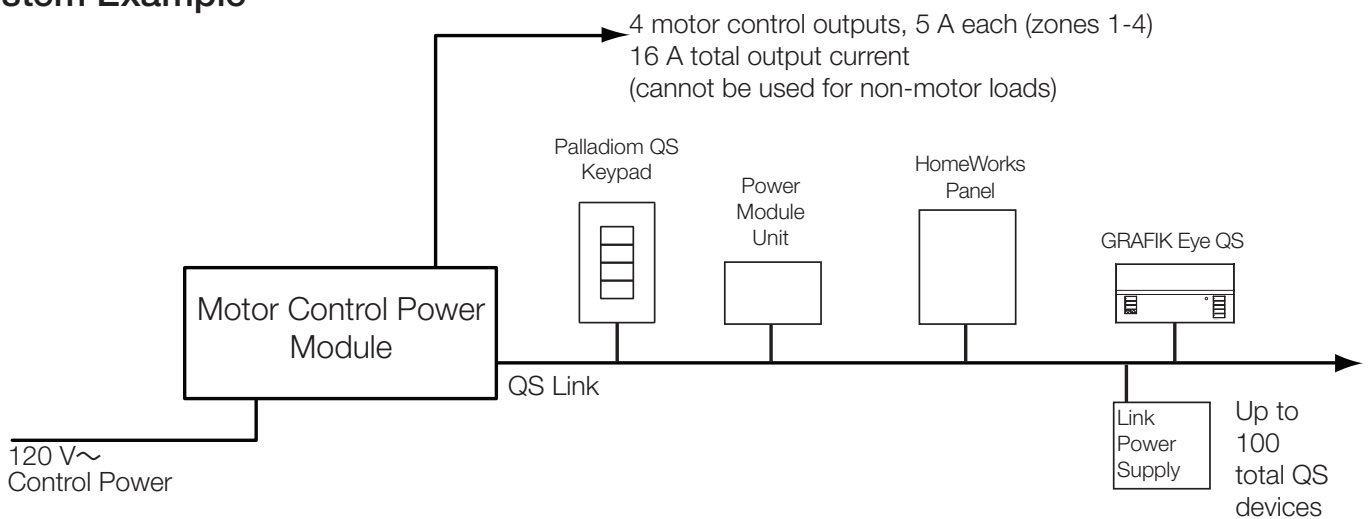 stem Example
4 motor control outputs, 5 A each (zones 1-4)
16 A total output current
(cannot be used for non-motor loads)
Palladiom QS
Keypad
Power
Module
Unit
HomeWorks
Panel
GRAFIK Eye QS
Motor Control Power
Module
QS Link
120 V~
Control Power
Link
Power
Supply
Up to
100
total QS
devices